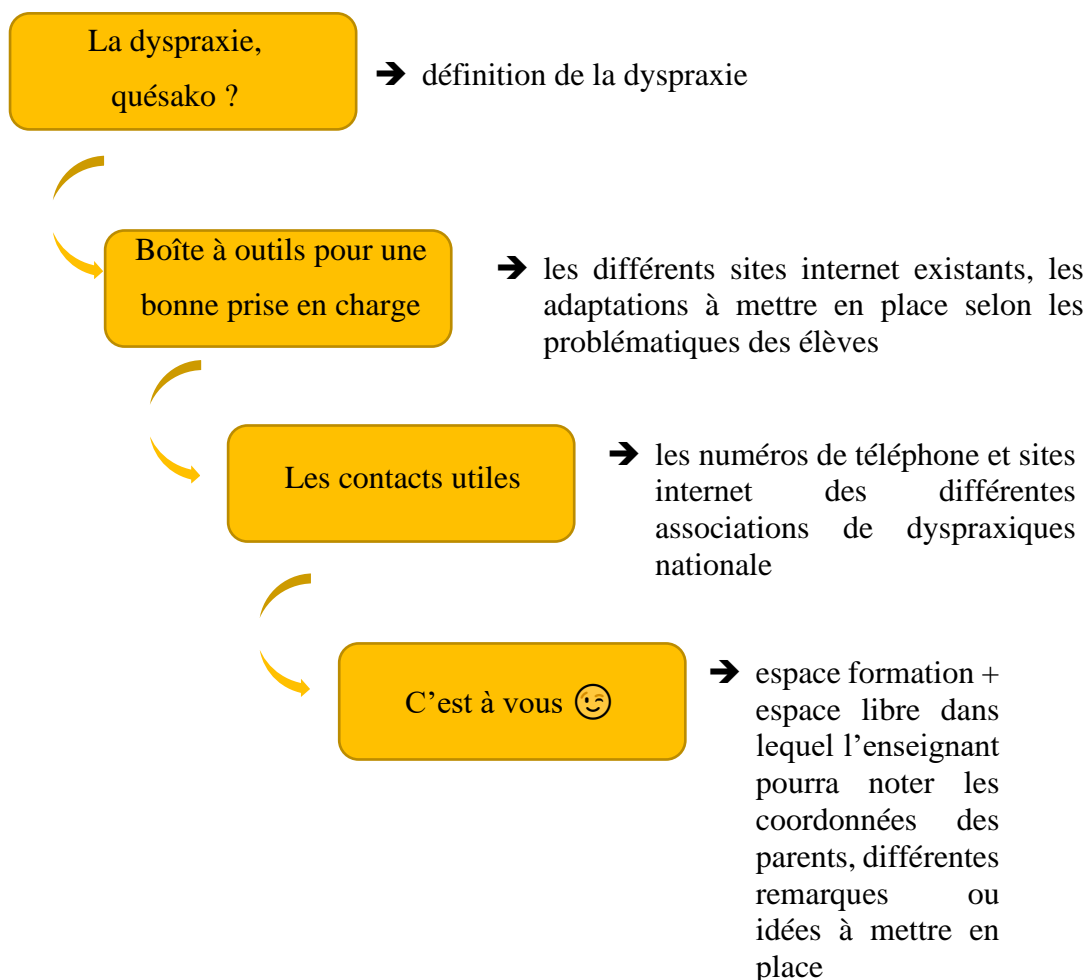 La dyspraxie,
quésako ?
➔ définition de la dyspraxie
Boîte à outils pour une
bonne prise en charge
➔ les différents sites internet existants, les
adaptations à mettre en place selon les
problématiques des élèves
Les contacts utiles
➔ les numéros de téléphone et sites
internet des différentes
associations de dyspraxiques
nationale
C’est à vous 😉
➔ espace formation +
espace libre dans
lequel l’enseignant
pourra noter les
coordonnées des
parents, différentes
remarques ou
idées à mettre en
place